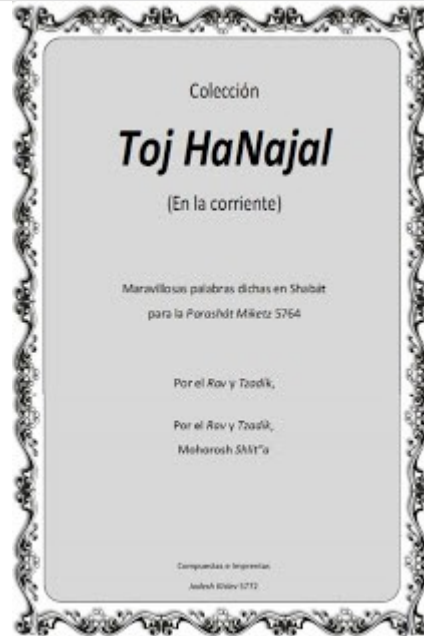 Colección
Toj HaNajal
(En la corriente)
Maravillosas palabras dichas en Shabát
para la Parashát Miketz 5764
Por el Rav y Tzadik,
Por el Rav y Tzadik,
Mohorosh Shlit"a
Compuestas e Impresas
Jodesh Kislev 5772